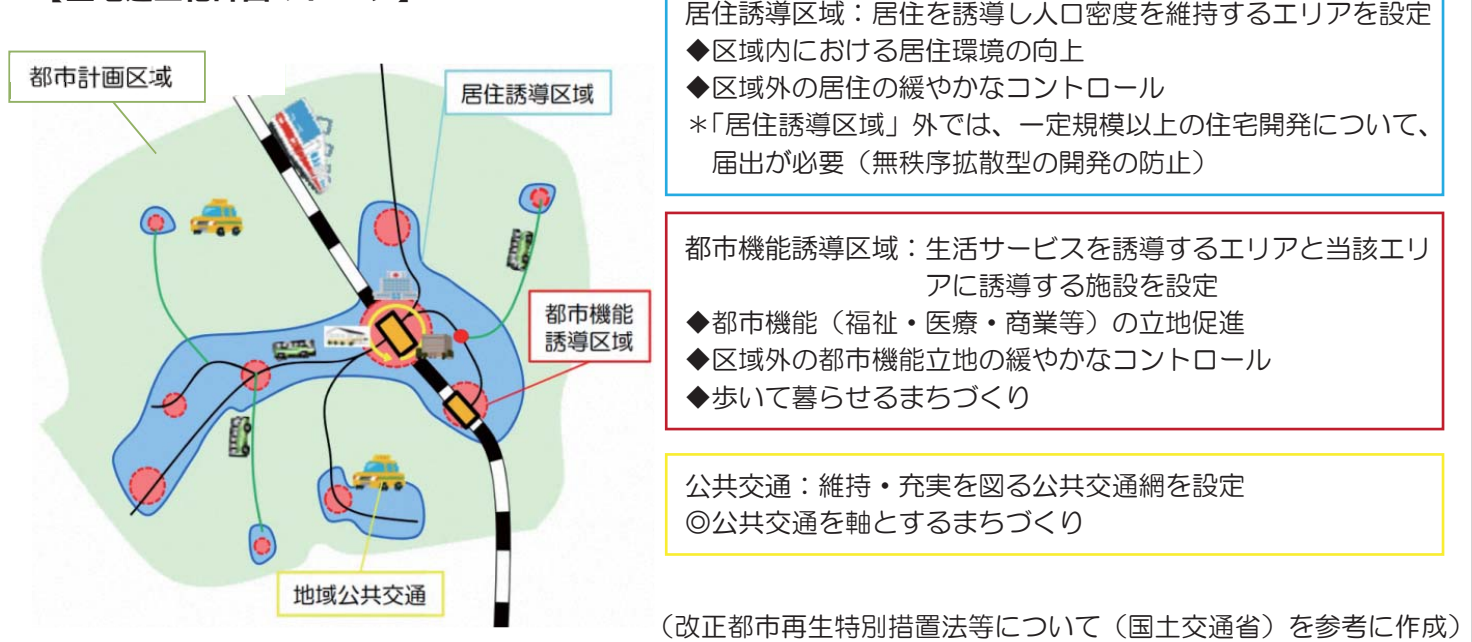 都市計画区域
居住誘導区域
都市機能
誘導区域
地域公共交通
居住誘導区域：居住を誘導し人口密度を維持するエリアを設定
◆区域内における居住環境の向上
◆区域外の居住の緩やかなコントロール
＊「居住誘導区域」外では、一定規模以上の住宅開発について、
届出が必要（無秩序拡散型の開発の防止）
都市機能誘導区域：生活サービスを誘導するエリアと当該エリ
アに誘導する施設を設定
◆都市機能（福祉・医療・商業等）の立地促進
◆区域外の都市機能立地の緩やかなコントロール
◆歩いて暮らせるまちづくり
公共交通：維持・充実を図る公共交通網を設定
◎公共交通を軸とするまちづくり
（改正都市再生特別措置法等について（国土交通省）を参考に作成）